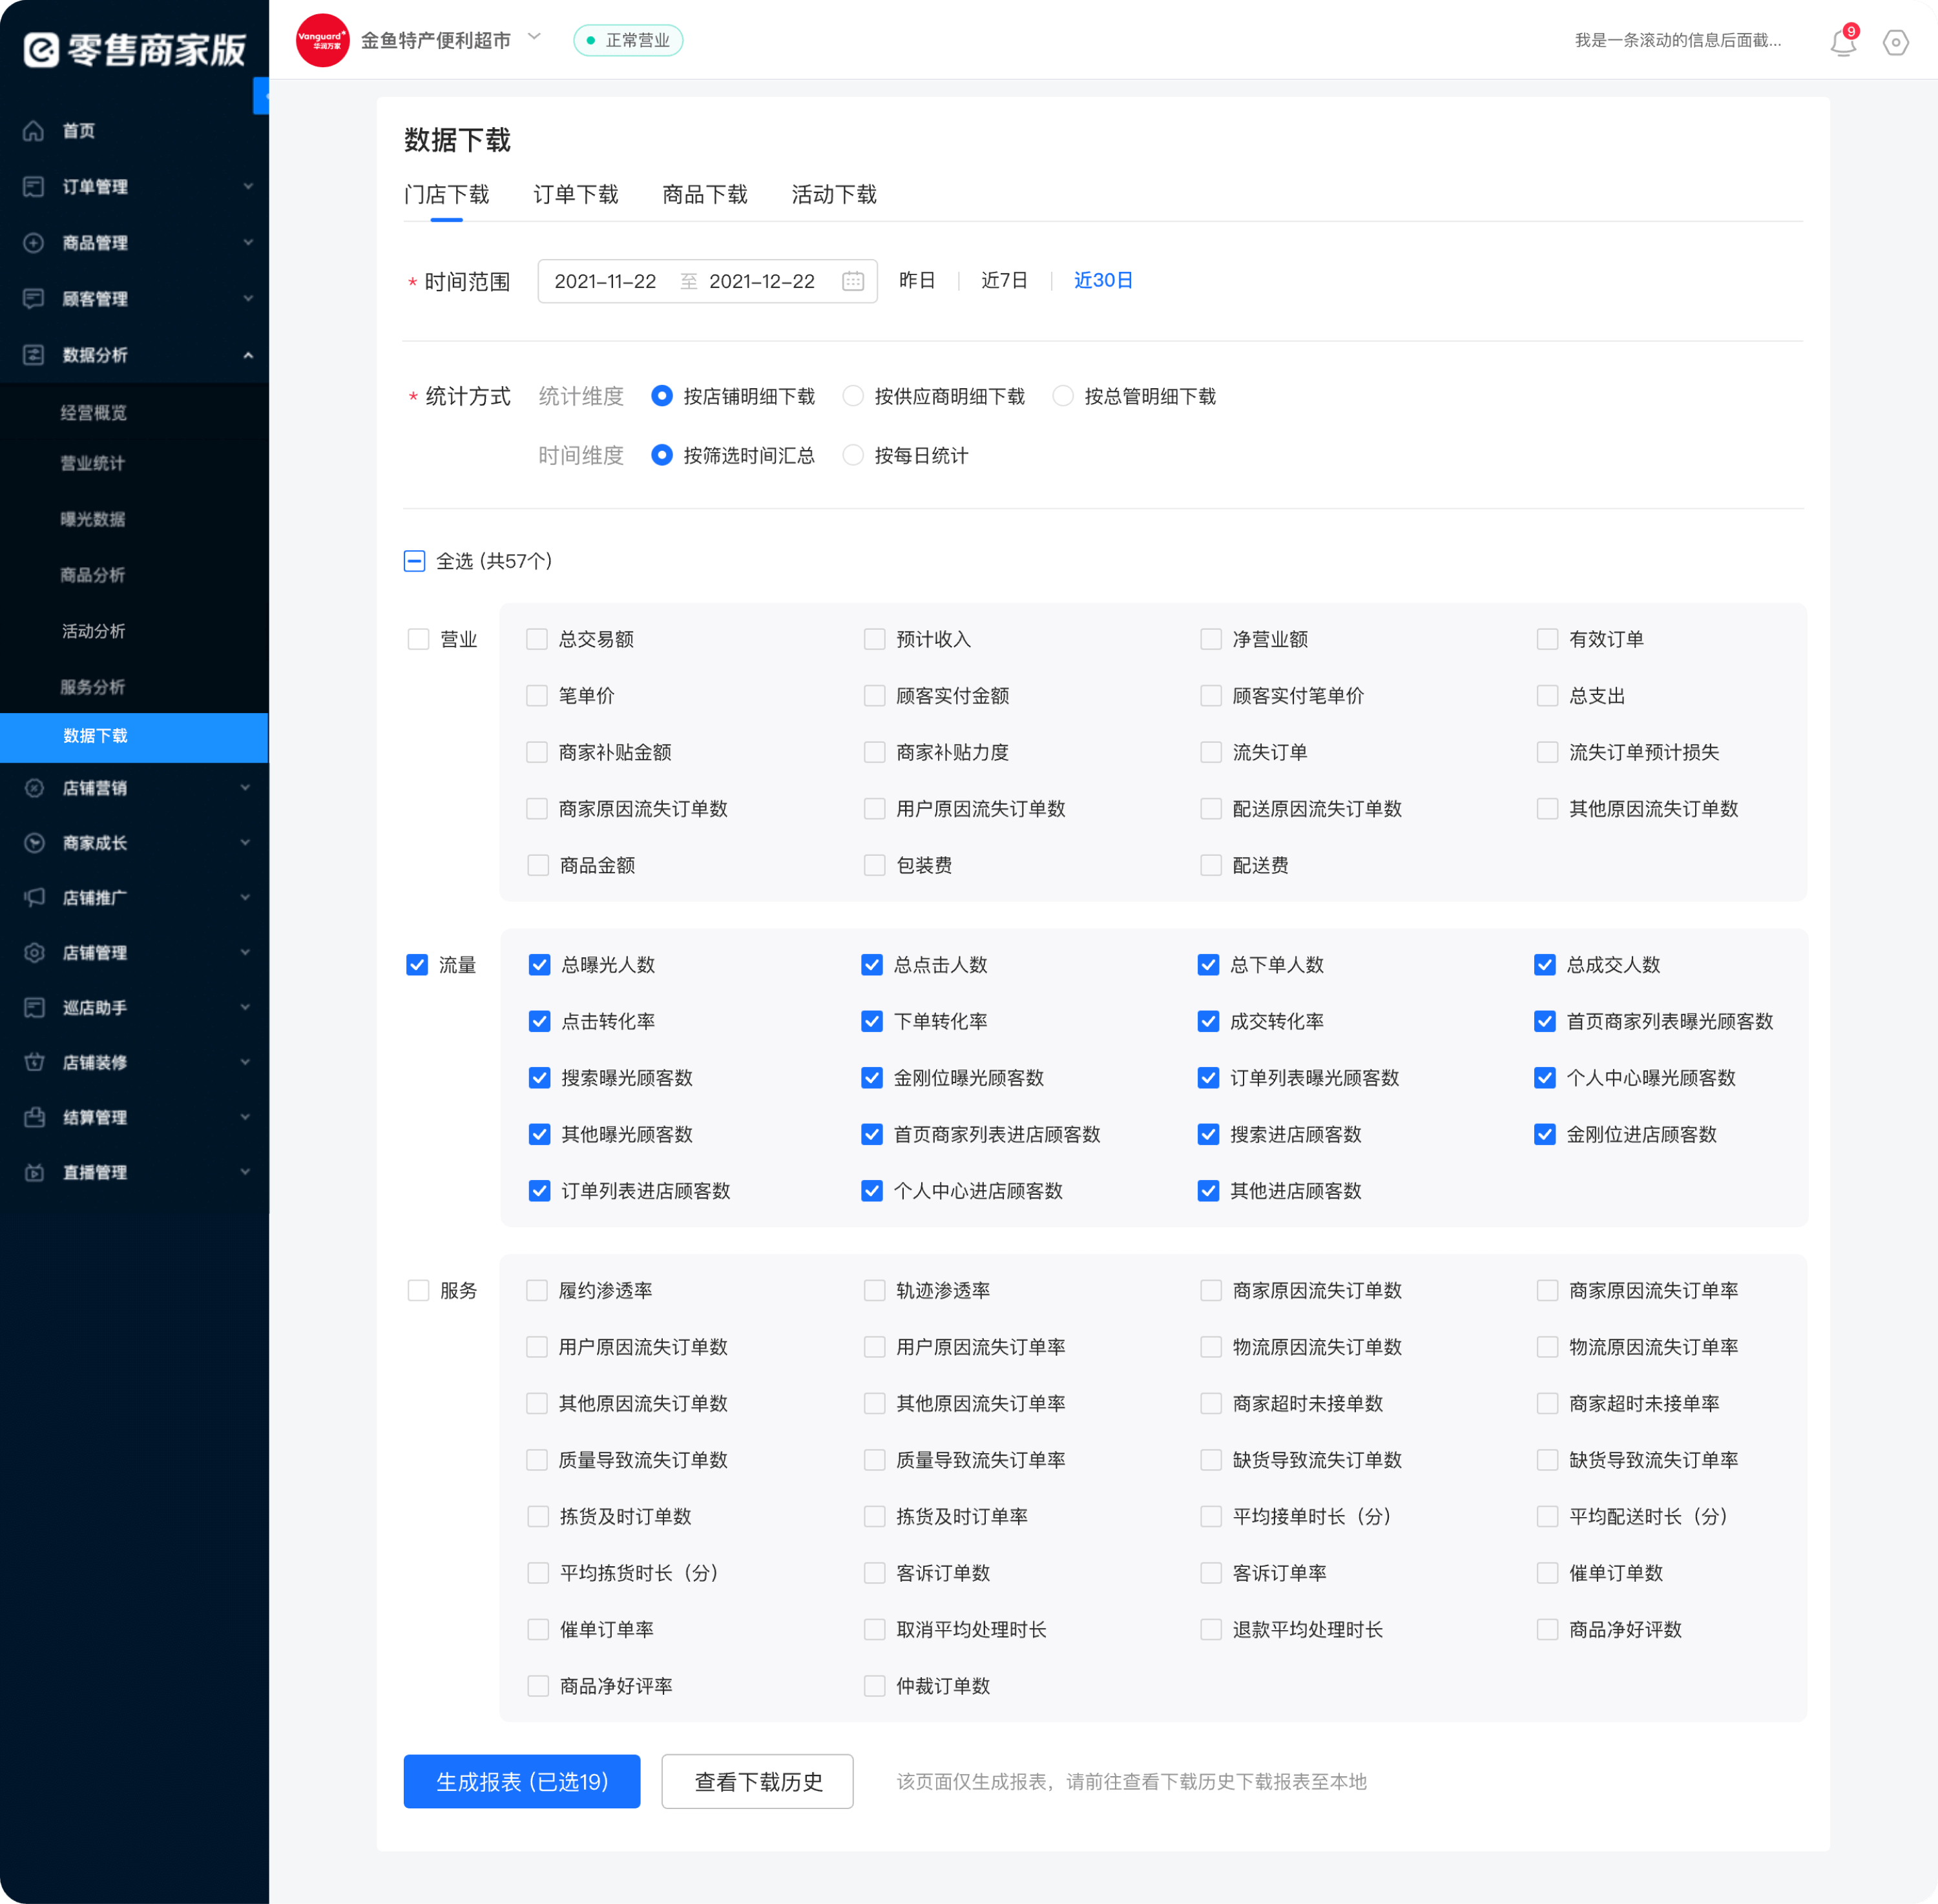 零售商家版
首页
订单管理
商品管理
顾客管理
数据分析
经营概览
营业统计
曝光数据
商品分析
活动分析
服务分析
数据下载
店铺营销
商家成长
店铺推广
店铺管理
巡店助手
店铺装修
结算管理
直播管理
Vanguard
华润万家
金鱼特产便利超市
正常营业
我是一条滚动的信息后面截...
9
数据下载
门店下载 订单下载 商品下载 活动下载
* 时间范围 2021-11-22 至 2021-12-22 昨日 近7日 近30日
* 统计方式 统计维度 按店铺明细下载 按供应商明细下载 按总管明细下载
时间维度 按筛选时间汇总 按每日统计
全选 (共57个)
营业 总交易额 预计收入 净营业额 有效订单
笔单价 顾客实付金额 顾客实付笔单价 总支出
商家补贴金额 商家补贴力度 流失订单 流失订单预计损失
商家原因流失订单数 用户原因流失订单数 配送原因流失订单数 其他原因流失订单数
商品金额 包装费 配送费
流量 总曝光人数 总点击人数 总下单人数 总成交人数
点击转化率 下单转化率 成交转化率 首页商家列表曝光顾客数
搜索曝光顾客数 金刚位曝光顾客数 订单列表曝光顾客数 个人中心曝光顾客数
其他曝光顾客数 首页商家列表进店顾客数 搜索进店顾客数 金刚位进店顾客数
订单列表进店顾客数 个人中心进店顾客数 其他进店顾客数
服务 履约渗透率 轨迹渗透率 商家原因流失订单数 商家原因流失订单率
用户原因流失订单数 用户原因流失订单率 物流原因流失订单数 物流原因流失订单率
其他原因流失订单数 其他原因流失订单率 商家超时未接单数 商家超时未接单率
质量导致流失订单数 质量导致流失订单率 缺货导致流失订单数 缺货导致流失订单率
拣货及时订单数 拣货及时订单率 平均接单时长（分） 平均配送时长（分）
平均拣货时长（分） 客诉订单数 客诉订单率 催单订单数
催单订单率 取消平均处理时长 退款平均处理时长 商品净好评数
商品净好评率 仲裁订单数
生成报表 (已选19) 查看下载历史 该页面仅生成报表，请前往查看下载历史下载报表至本地